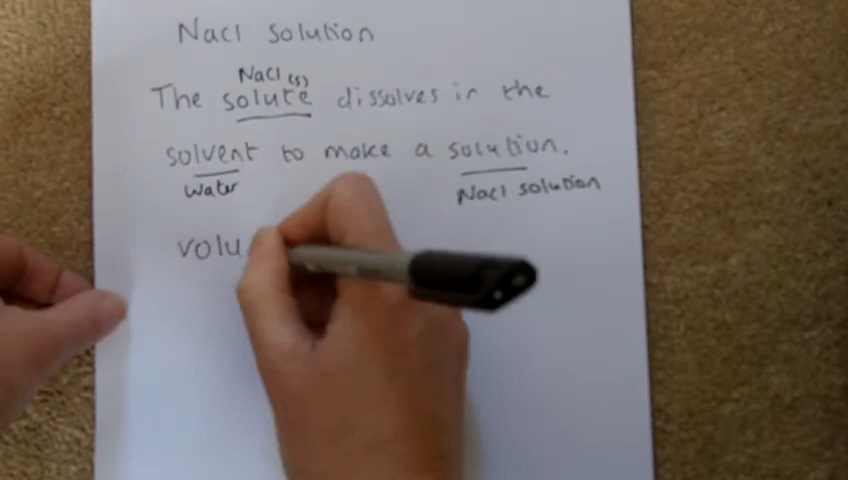 Nacl solution
NaCl (s)
The solute dissolves in the
solvent to make a solution.
Water Nacl solution
volu